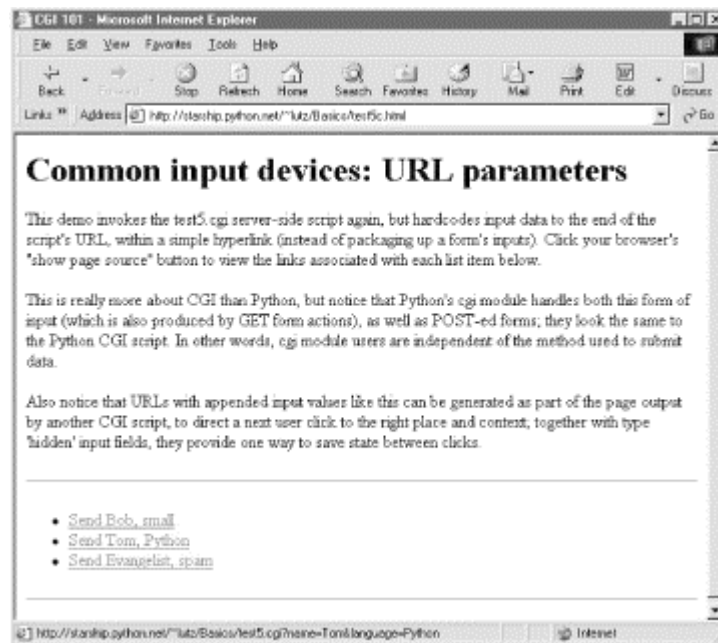 CGI 101 - Microsoft Internet Explorer
File Edit View Favorites Tools Help
Back Forward Stop Refresh Home Search Favorites History Mail Print Edit Discuss
Links » Address http://starship.python.net/~lutz/Basics/test5c.html Go
Common input devices: URL parameters
This demo invokes the test5.cgi server-side script again, but hardcodes input data to the end of the
script's URL, within a simple hyperlink (instead of packaging up a form's inputs). Click your browser's
"show page source" button to view the links associated with each list item below.
This is really more about CGI than Python, but notice that Python's cgi module handles both this form of
input (which is also produced by GET form actions), as well as POST-ed forms; they look the same to
the Python CGI script. In other words, cgi module users are independent of the method used to submit
data.
Also notice that URLs with appended input values like this can be generated as part of the page output
by another CGI script, to direct a next user click to the right place and context; together with type
'hidden' input fields, they provide one way to save state between clicks.
Send Bob, small
Send Tom, Python
Send Evangelist, spam
http://starship.python.net/~lutz/Basics/test5.cgi?name=Tom&language=Python Internet